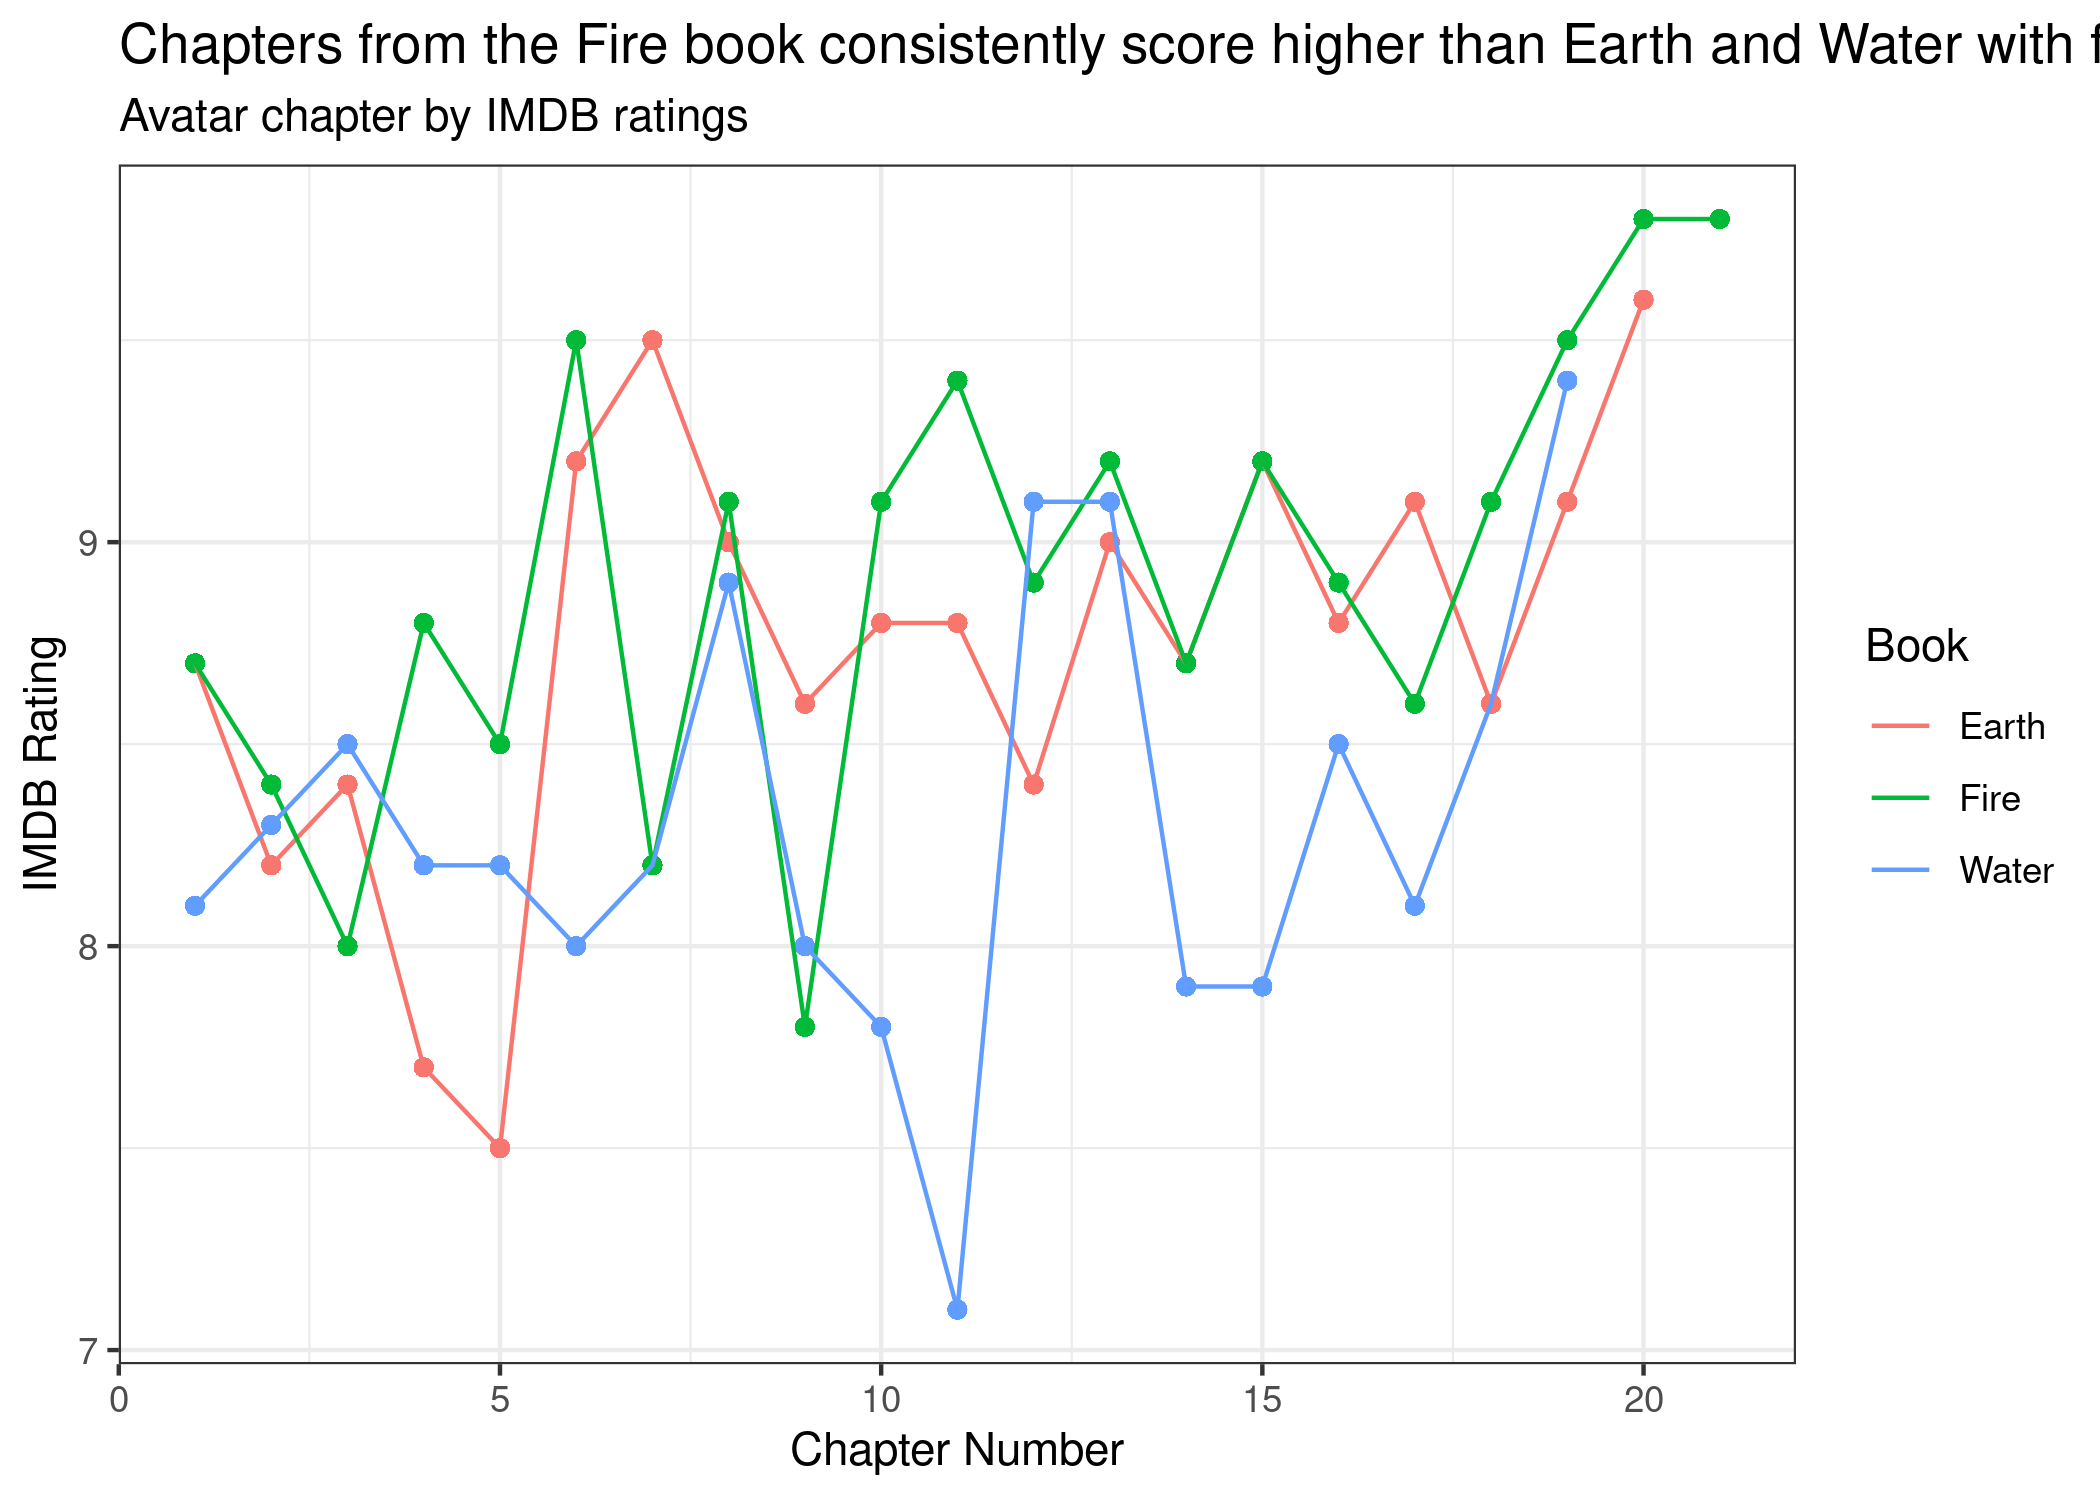 Chapters from the Fire book consistently score higher than Earth and Water with
Avatar chapter by IMDB ratings
9
8
7
IMDB Rating
0 5 10 15 20
Chapter Number
Book
Earth
Fire
Water